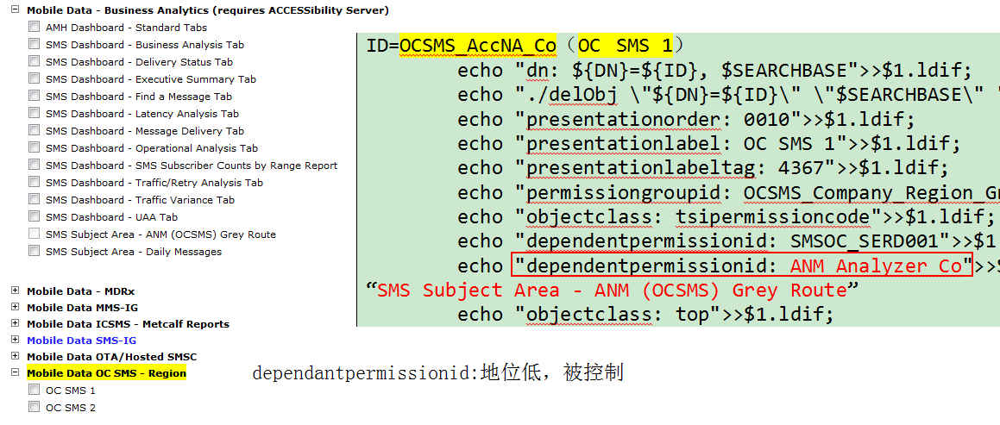 Mobile Data - Business Analytics (requires ACCESSibility Server)
AMH Dashboard - Standard Tabs
SMS Dashboard - Business Analysis Tab
SMS Dashboard - Delivery Status Tab
SMS Dashboard - Executive Summary Tab
SMS Dashboard - Find a Message Tab
SMS Dashboard - Latency Analysis Tab
SMS Dashboard - Message Delivery Tab
SMS Dashboard - Operational Analysis Tab
SMS Dashboard - SMS Subscriber Counts by Range Report
SMS Dashboard - Traffic/Retry Analysis Tab
SMS Dashboard - Traffic Variance Tab
SMS Dashboard - UAA Tab
SMS Subject Area - ANM (OCSMS) Grey Route
SMS Subject Area - Daily Messages
Mobile Data - MDRx
Mobile Data MMS-IG
Mobile Data ICSMS - Metcalf Reports
Mobile Data SMS-IG
Mobile Data OTA/Hosted SMSC
Mobile Data OC SMS - Region
OC SMS 1
OC SMS 2
ID=OCSMS_AccNA_Co（OC SMS 1）
echo "dn: ${DN}=${ID}, $SEARCHBASE">>$1.ldif;
echo "./delObj \"${DN}=${ID}\" \"$SEARCHBASE\" "
echo "presentationorder: 0010">>$1.ldif;
echo "presentationlabel: OC SMS 1">>$1.ldif;
echo "presentationlabeltag: 4367">>$1.ldif;
echo "permissiongroupid: OCSMS_Company_Region_Gr
echo "objectclass: tsipermissioncode">>$1.ldif;
echo "dependentpermissionid: SMSOC_SERD001">>$1
echo "dependentpermissionid: ANM Analyzer Co">>$
“SMS Subject Area - ANM (OCSMS) Grey Route”
echo "objectclass: top">>$1.ldif;
dependantpermissionid:地位低，被控制